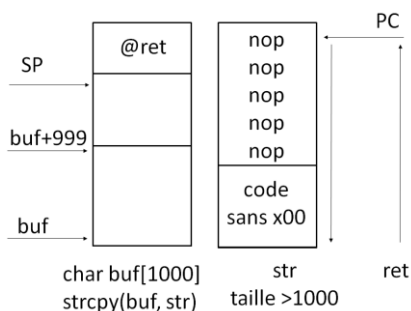 PC
@ret
SP
buf+999
buf
nop
nop
nop
nop
nop
code
sans x00
char buf[1000]
strcpy(buf, str)
str
taille >1000
ret